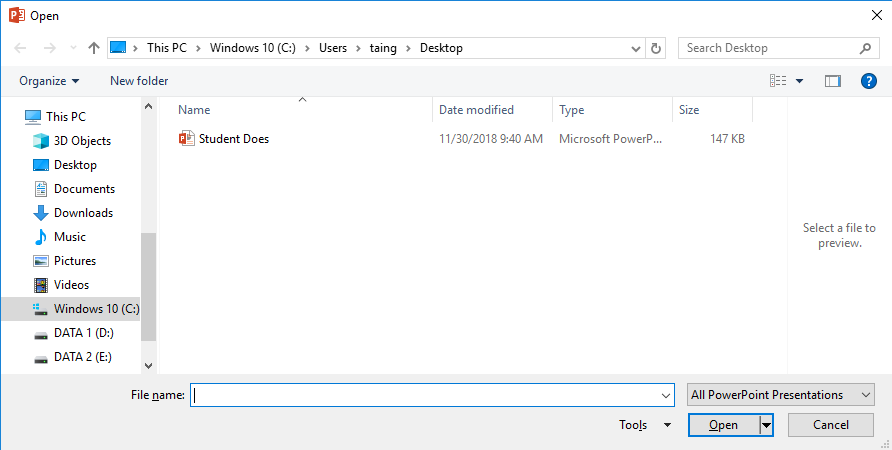 Open
This PC > Windows 10 (C:) > Users > taing > Desktop
Search Desktop
Organize
New folder
?
Name
Date modified
Type
Size
This PC
3D Objects
Desktop
Documents
Downloads
Music
Pictures
Videos
Windows 10 (C:)
DATA 1 (D:)
DATA 2 (E:)
Student Does
11/30/2018 9:40 AM
Microsoft PowerP...
147 KB
Select a file to
preview.
File name:
All PowerPoint Presentations
Tools
Open
Cancel